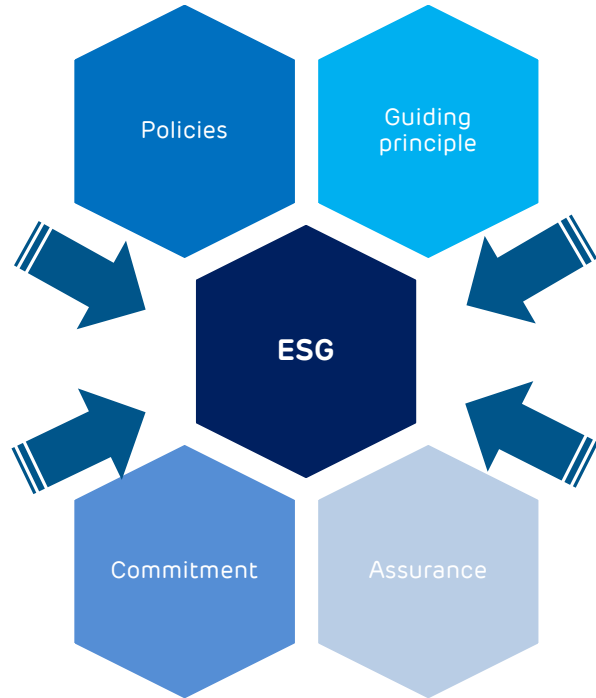 Policies
Guiding
principle
ESG
Commitment
Assurance